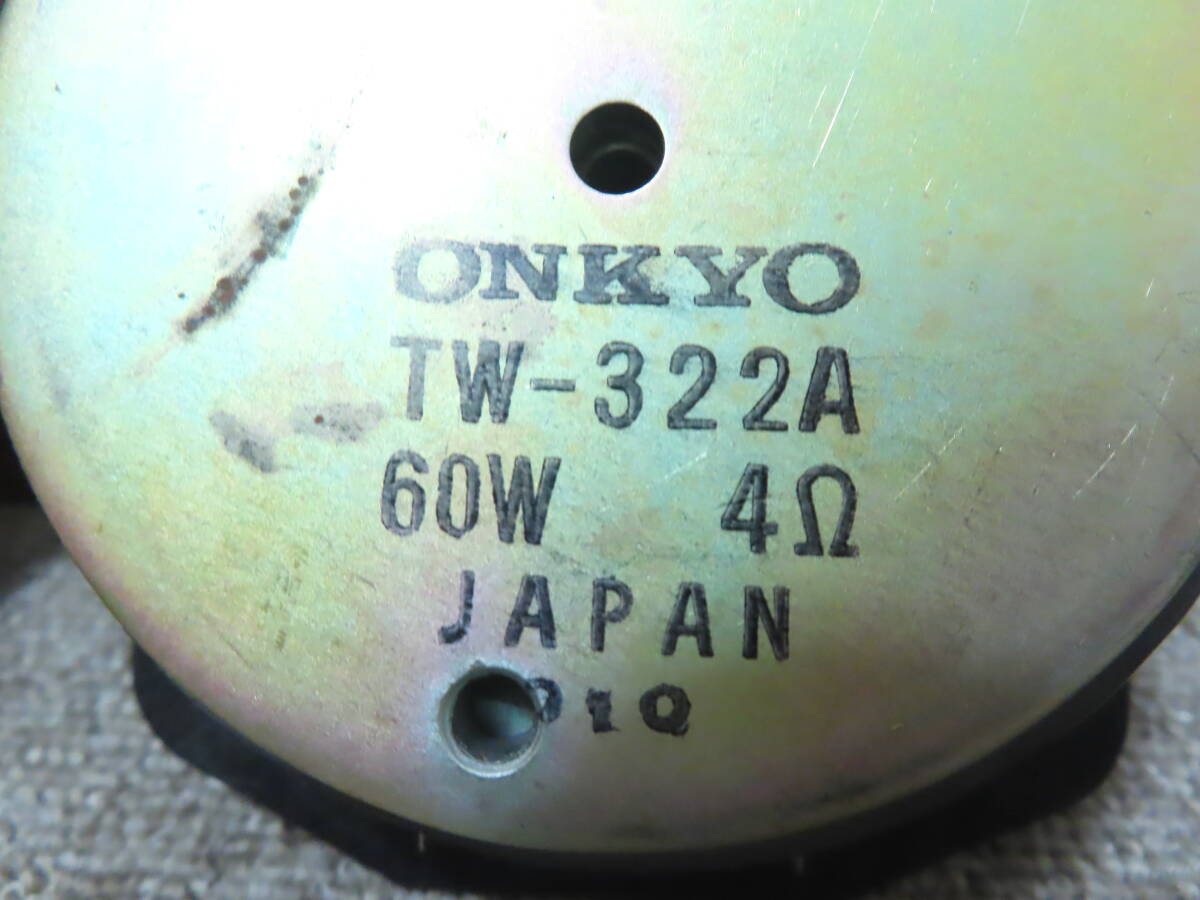 ONKYO
TW-322A
60W 4Ω
JAPAN